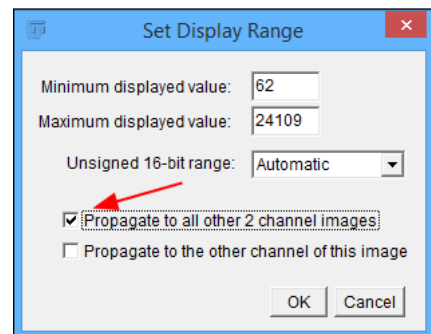 Set Display Range
Minimum displayed value: 62
Maximum displayed value: 24109
Unsigned 16-bit range: Automatic
Propagate to all other 2 channel images
Propagate to the other channel of this image
OK Cancel